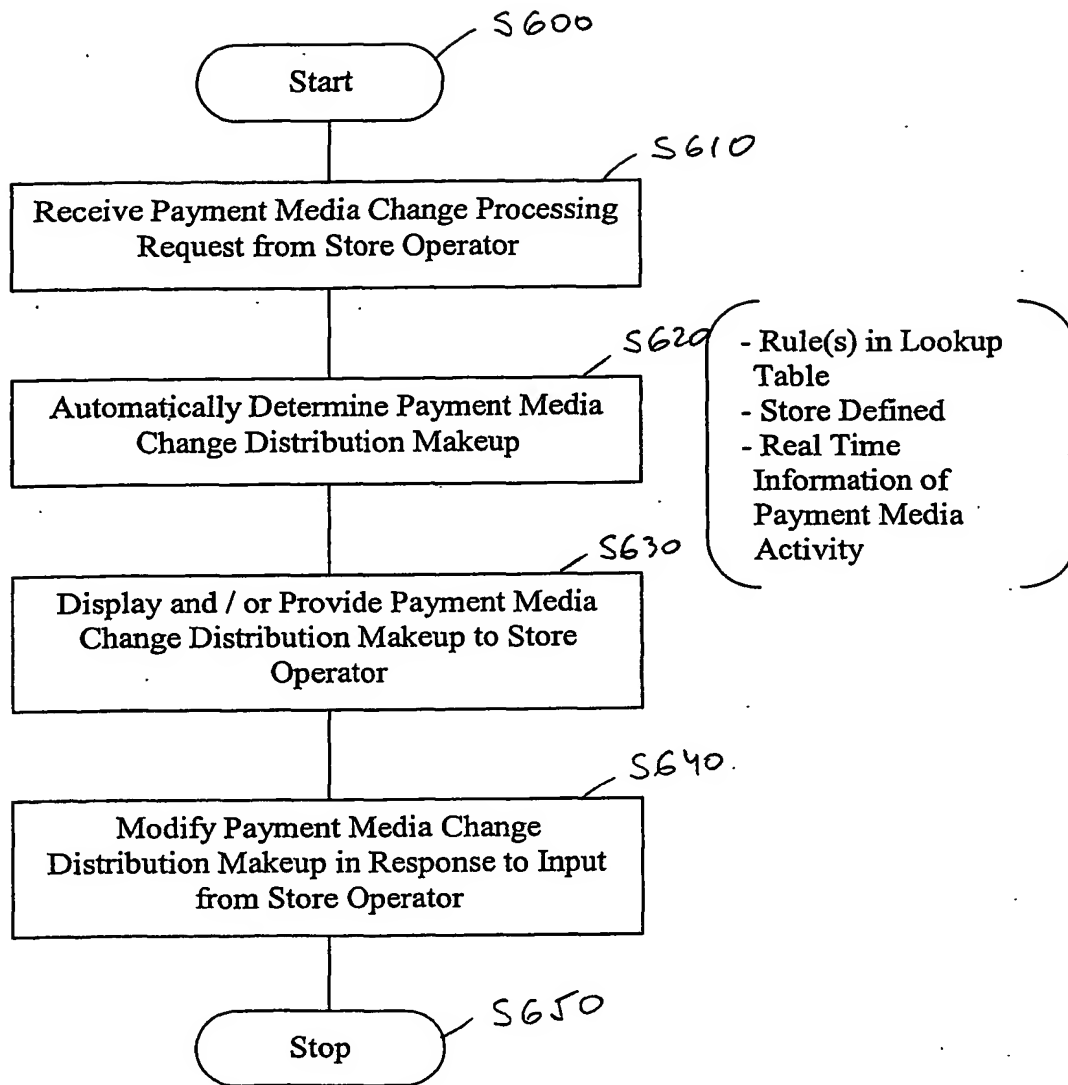 S600
Start
S610
Receive Payment Media Change Processing
Request from Store Operator
S620
- Rule(s) in Lookup
Table
- Store Defined
- Real Time
Information of
Payment Media
Activity
Automatically Determine Payment Media
Change Distribution Makeup
S630
Display and / or Provide Payment Media
Change Distribution Makeup to Store
Operator
S640.
Modify Payment Media Change
Distribution Makeup in Response to Input
from Store Operator
S650
Stop